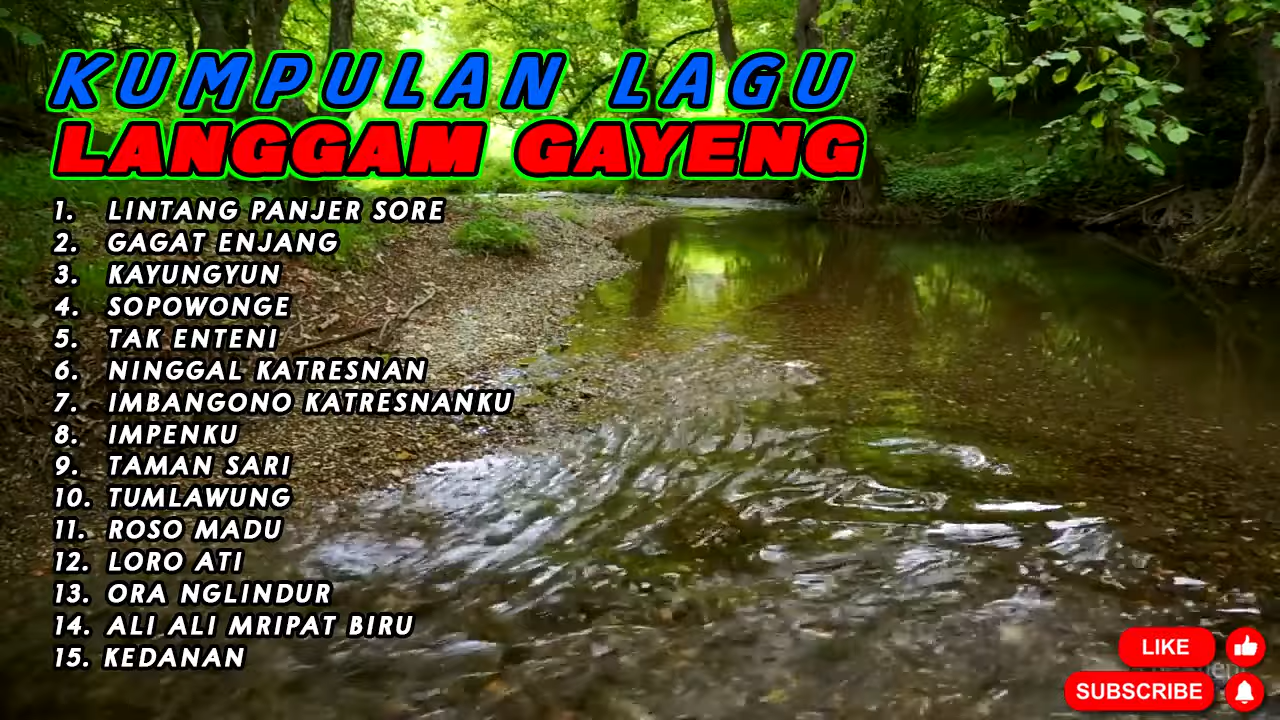 KUMPULAN LAGU
LANGGAM GAYENG
1. LINTANG PANJER SORE
2. GAGAT ENJANG
3. KAYUNGYUN
4. SOPOWONGE
5. TAK ENTENI
6. NINGGAL KATRESNAN
7. IMBANGONO KATRESNANKU
8. IMPENKU
9. TAMAN SARI
10. TUMLAWUNG
11. ROSO MADU
12. LORO ATI
13. ORA NGLINDUR
14. ALI ALI MRIPAT BIRU
15. KEDANAN
LIKE
SUBSCRIBE